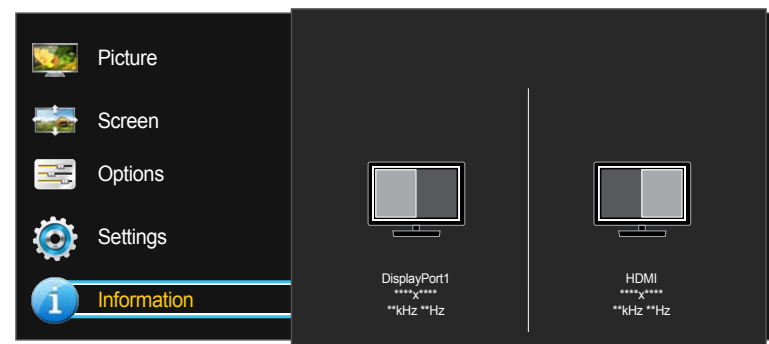 Picture
Screen
Options
Settings
Information
DisplayPort1
****x****
**kHz **Hz
HDMI
****x****
**kHz **Hz